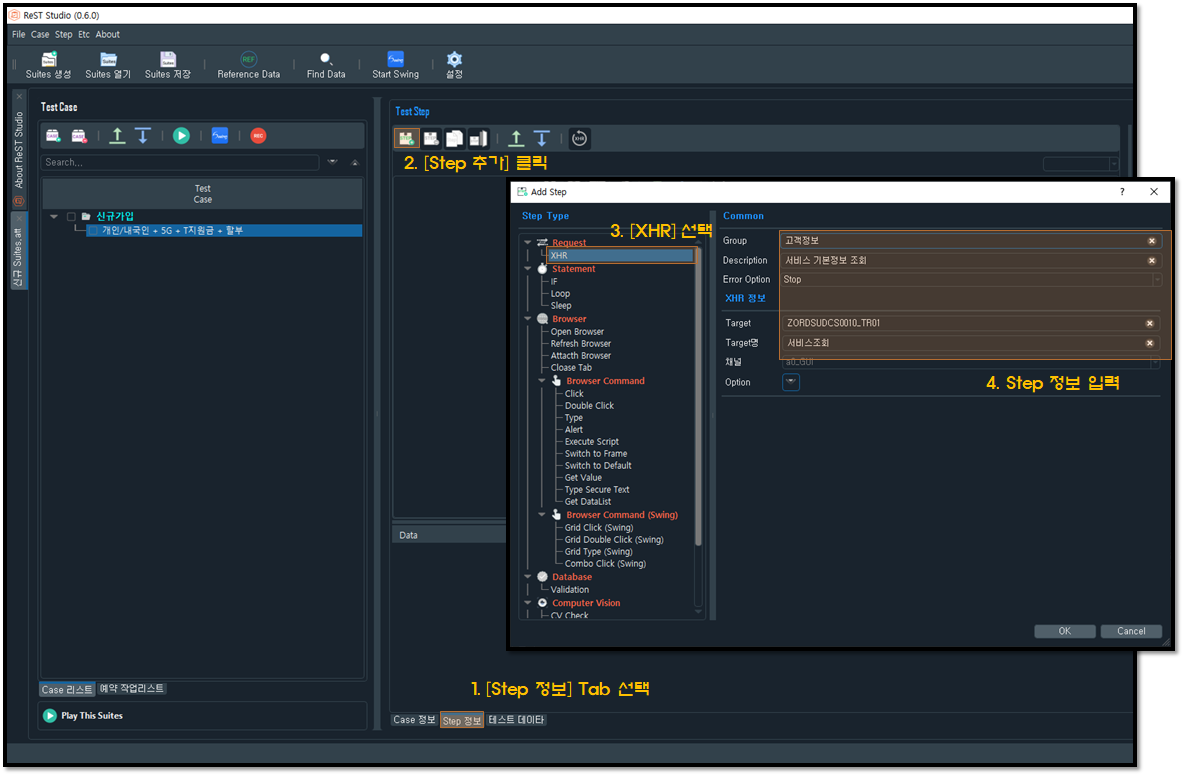 ReST Studio (0.6.0)
File Case Step Etc About
Suites 생성
Suites 열기
Suites 저장
REF
Reference Data
Find Data
Start Swing
설정
About ReST Studio
신규 Suites.att
Test Case
REC
Search...
Test
Case
신규가입
개인/내국인 + 5G + T지원금 + 할부
Case 리스트
예약 작업리스트
Play This Suites
Test Step
XHR
2. [Step 추가] 클릭
Data
1. [Step 정보] Tab 선택
Case 정보
Step 정보
테스트 데이타
Add Step
?
Step Type
3. [XHR] 선택
Request
XHR
Statement
IF
Loop
Sleep
Browser
Open Browser
Refresh Browser
Attacth Browser
Cloase Tab
Browser Command
Click
Double Click
Type
Alert
Execute Script
Switch to Frame
Switch to Default
Get Value
Type Secure Text
Get DataList
Browser Command (Swing)
Grid Click (Swing)
Grid Double Click (Swing)
Grid Type (Swing)
Combo Click (Swing)
Database
Validation
Computer Vision
CV Check
Common
Group 고객정보
Description 서비스 기본정보 조회
Error Option Stop
XHR 정보
Target ZORDSUDCS0010_TR01
Target명 서비스조회
채널 a0_GUI
Option
4. Step 정보 입력
OK
Cancel